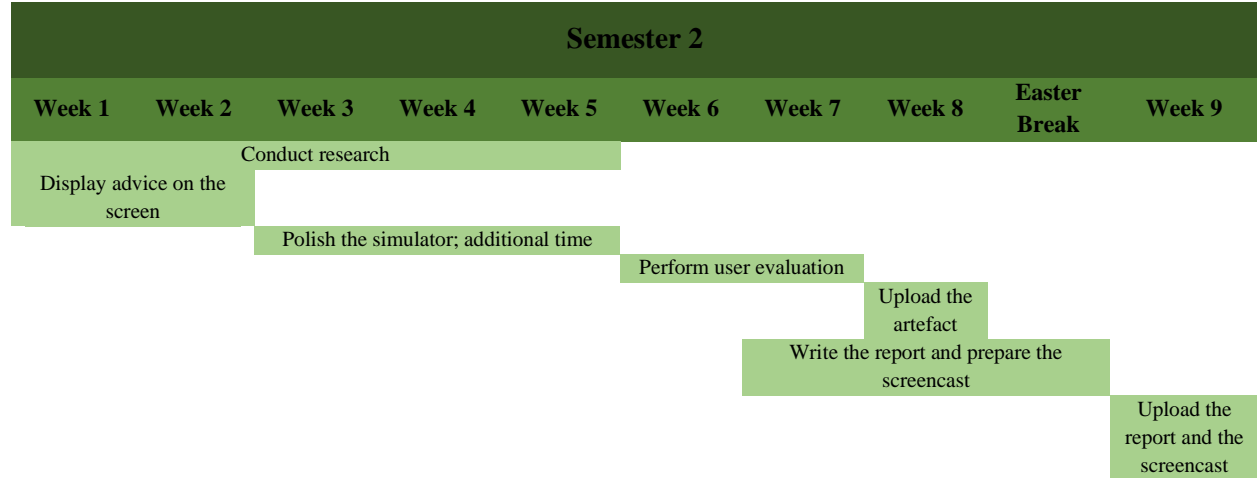 Semester 2
Week 1 Week 2 Week 3 Week 4 Week 5 Week 6 Week 7 Week 8 Easter Break Week 9
Conduct research
Display advice on the
screen
Polish the simulator; additional time
Perform user evaluation
Upload the
artefact
Write the report and prepare the
screencast
Upload the
report and the
screencast